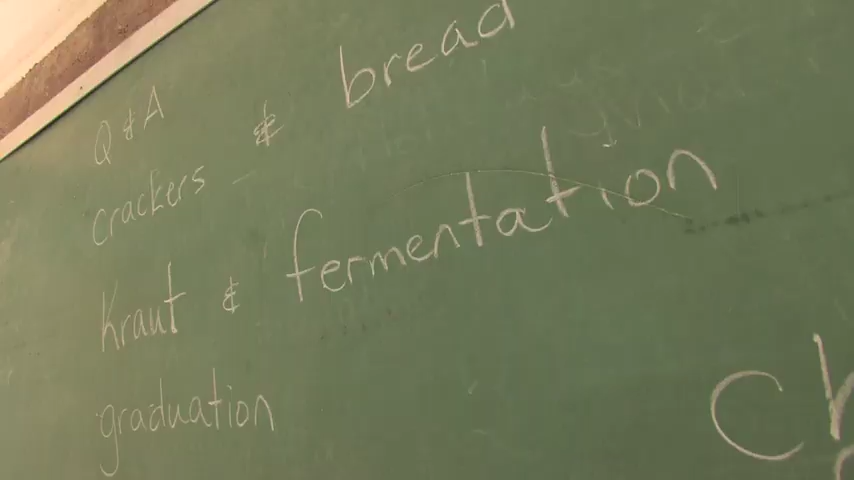 Q & A
crackers & bread
Kraut & fermentation
graduation